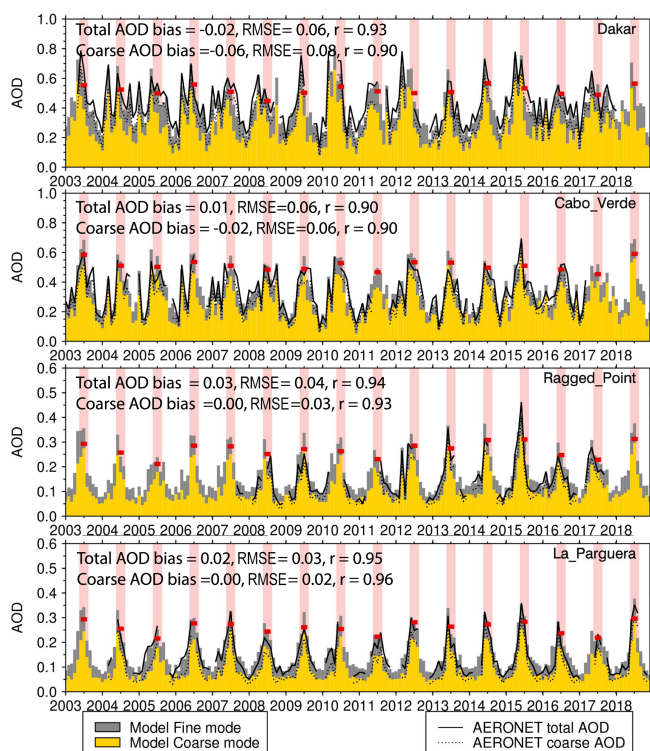 Total AOD bias = -0.02, RMSE = 0.06, r = 0.93
Dakar
Coarse AOD bias = -0.06, RMSE = 0.08, r = 0.90
AOD
1.0
0.8
0.6
0.4
0.2
0.0
2003 2004 2005 2006 2007 2008 2009 2010 2011 2012 2013 2014 2015 2016 2017 2018
Total AOD bias = 0.01, RMSE=0.06, r = 0.90
Cabo_Verde
Coarse AOD bias = -0.02, RMSE=0.06, r = 0.90
AOD
1.0
0.8
0.6
0.4
0.2
0.0
2003 2004 2005 2006 2007 2008 2009 2010 2011 2012 2013 2014 2015 2016 2017 2018
Total AOD bias = 0.03, RMSE= 0.04, r = 0.94
Ragged_Point
Coarse AOD bias =0.00, RMSE=0.03, r = 0.93
AOD
0.6
0.5
0.4
0.3
0.2
0.1
0.0
2003 2004 2005 2006 2007 2008 2009 2010 2011 2012 2013 2014 2015 2016 2017 2018
Total AOD bias = 0.02, RMSE = 0.03, r = 0.95
La_Parguera
Coarse AOD bias =0.00, RMSE = 0.02, r = 0.96
AOD
0.6
0.5
0.4
0.3
0.2
0.1
0.0
2003 2004 2005 2006 2007 2008 2009 2010 2011 2012 2013 2014 2015 2016 2017 2018
Model Fine mode
Model Coarse mode
AERONET total AOD
AERONET coarse AOD